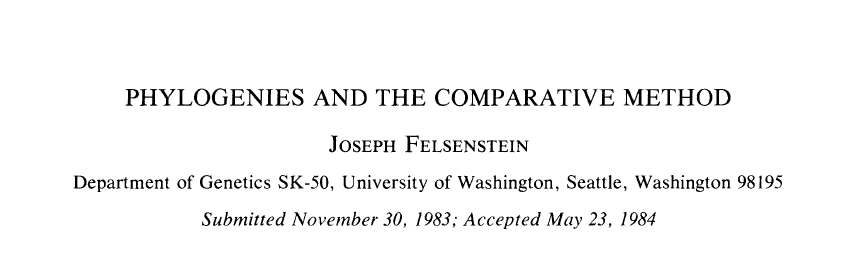 PHYLOGENIES AND THE COMPARATIVE METHOD
JOSEPH FELSENSTEIN
Department of Genetics SK-50, University of Washington, Seattle, Washington 98195
Submitted November 30, 1983; Accepted May 23, 1984